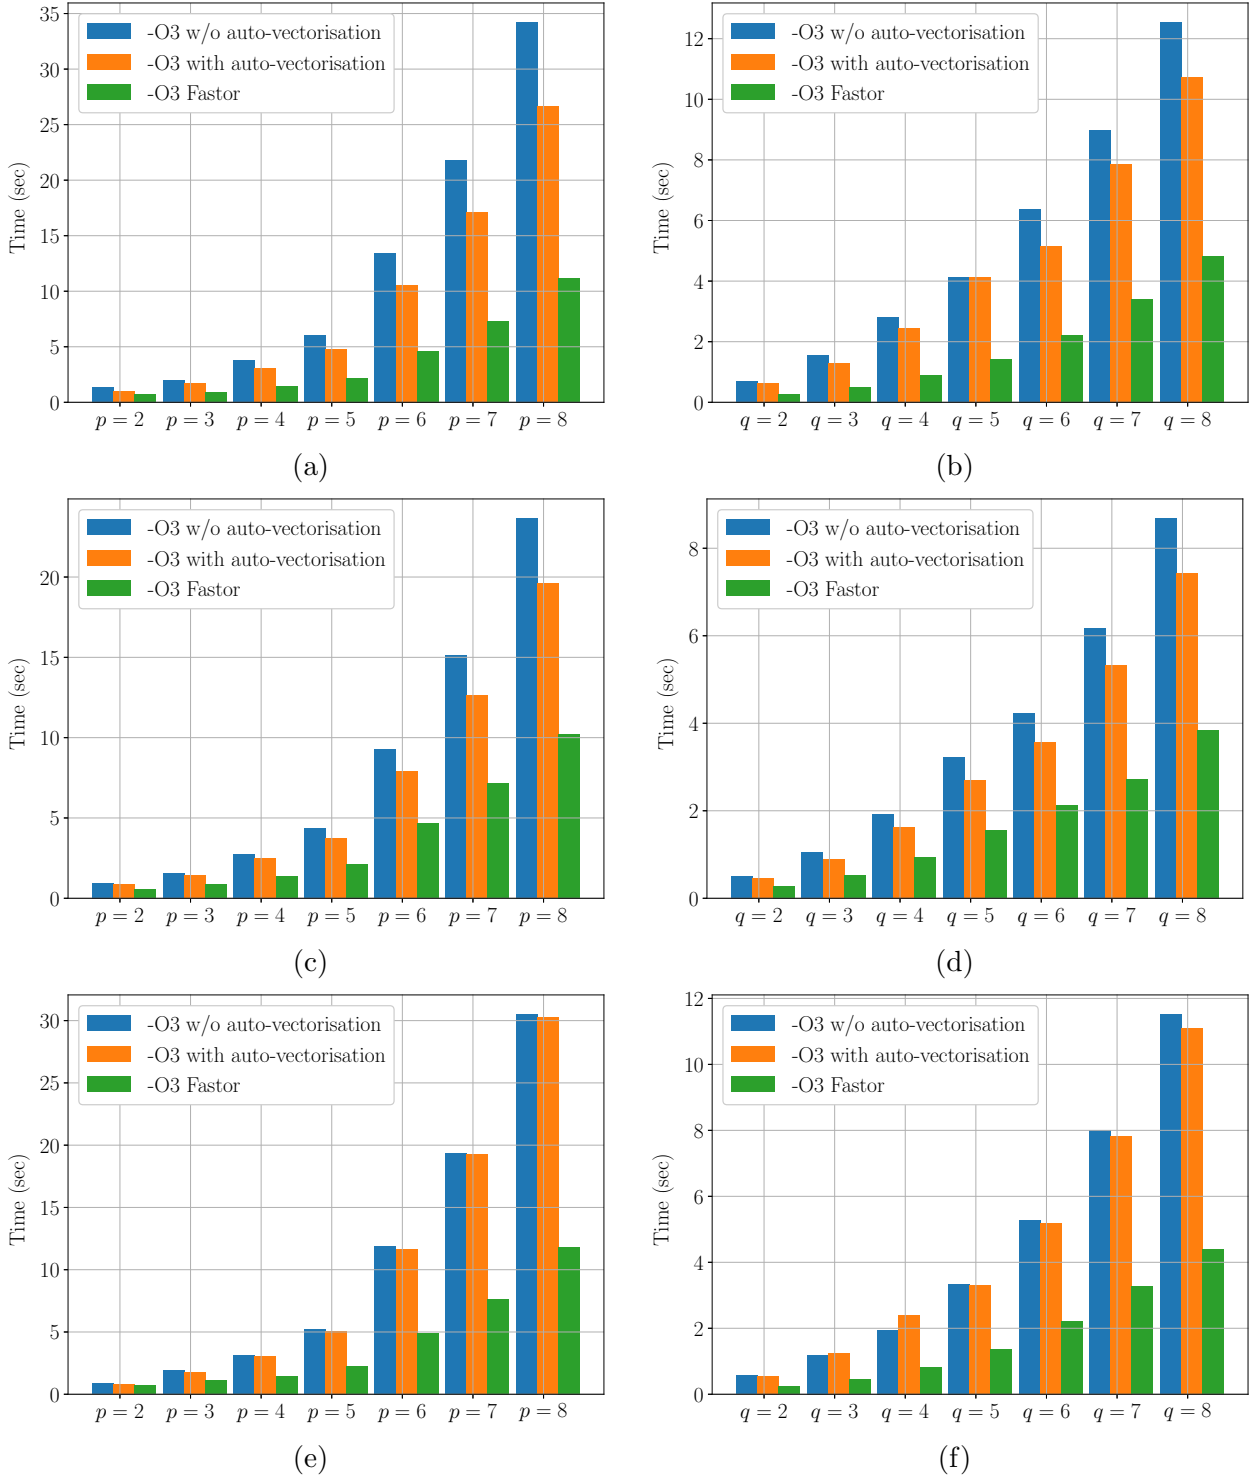 -O3 w/o auto-vectorisation
-O3 with auto-vectorisation
-O3 Fastor
Time (sec)
35
30
25
20
15
10
5
0
p = 2 p = 3 p = 4 p = 5 p = 6 p = 7 p = 8
(a)
-O3 w/o auto-vectorisation
-O3 with auto-vectorisation
-O3 Fastor
Time (sec)
12
10
8
6
4
2
0
q = 2 q = 3 q = 4 q = 5 q = 6 q = 7 q = 8
(b)
-O3 w/o auto-vectorisation
-O3 with auto-vectorisation
-O3 Fastor
Time (sec)
20
15
10
5
0
p = 2 p = 3 p = 4 p = 5 p = 6 p = 7 p = 8
(c)
-O3 w/o auto-vectorisation
-O3 with auto-vectorisation
-O3 Fastor
Time (sec)
8
6
4
2
0
q = 2 q = 3 q = 4 q = 5 q = 6 q = 7 q = 8
(d)
-O3 w/o auto-vectorisation
-O3 with auto-vectorisation
-O3 Fastor
Time (sec)
30
25
20
15
10
5
0
p = 2 p = 3 p = 4 p = 5 p = 6 p = 7 p = 8
(e)
-O3 w/o auto-vectorisation
-O3 with auto-vectorisation
-O3 Fastor
Time (sec)
12
10
8
6
4
2
0
q = 2 q = 3 q = 4 q = 5 q = 6 q = 7 q = 8
(f)